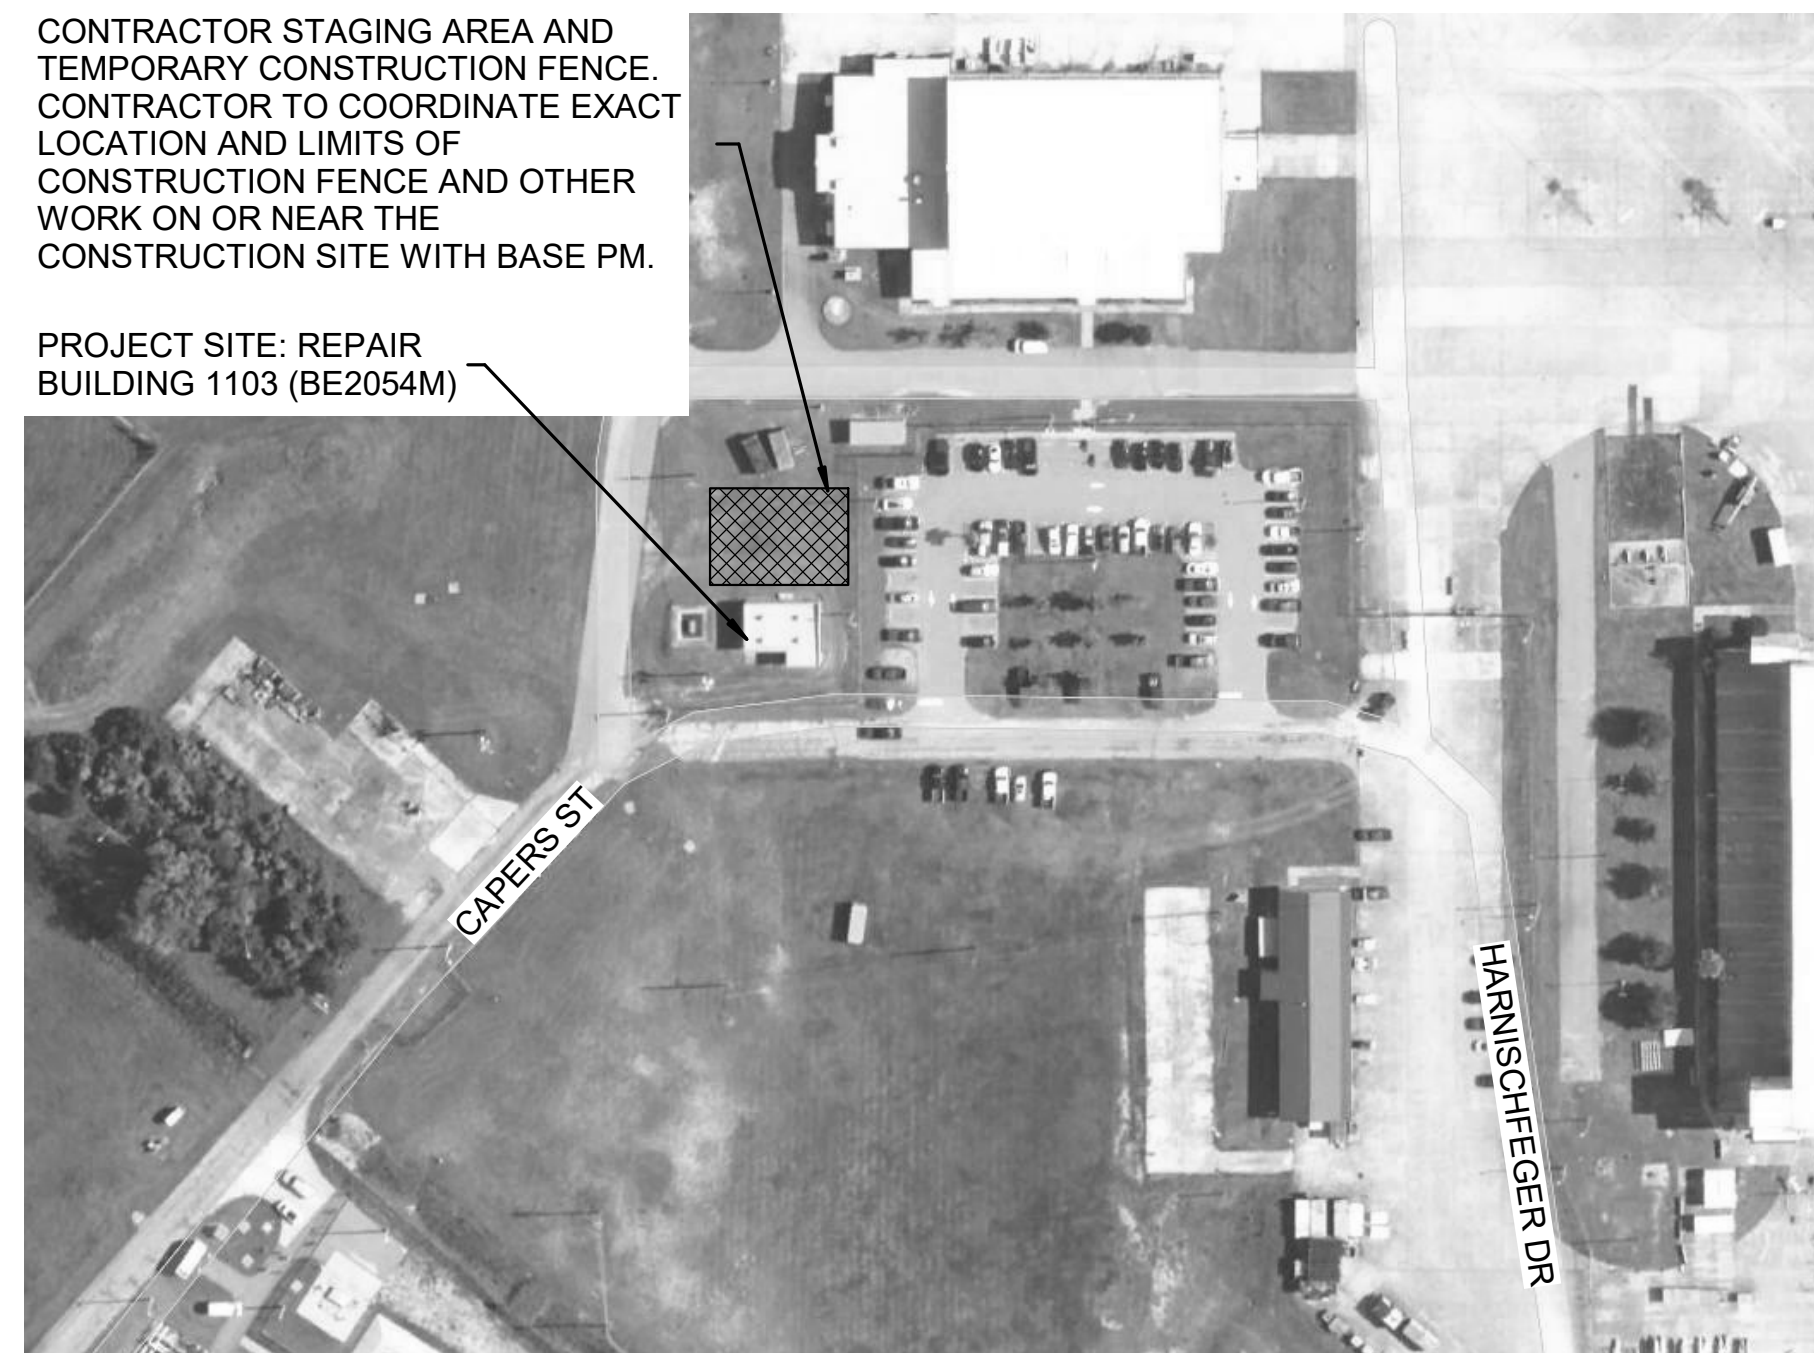 CONTRACTOR STAGING AREA AND
TEMPORARY CONSTRUCTION FENCE.
CONTRACTOR TO COORDINATE EXACT
LOCATION AND LIMITS OF
CONSTRUCTION FENCE AND OTHER
WORK ON OR NEAR THE
CONSTRUCTION SITE WITH BASE PM.
PROJECT SITE: REPAIR
BUILDING 1103 (BE2054M)
CAPERS ST
HARNISCHFEGER DR